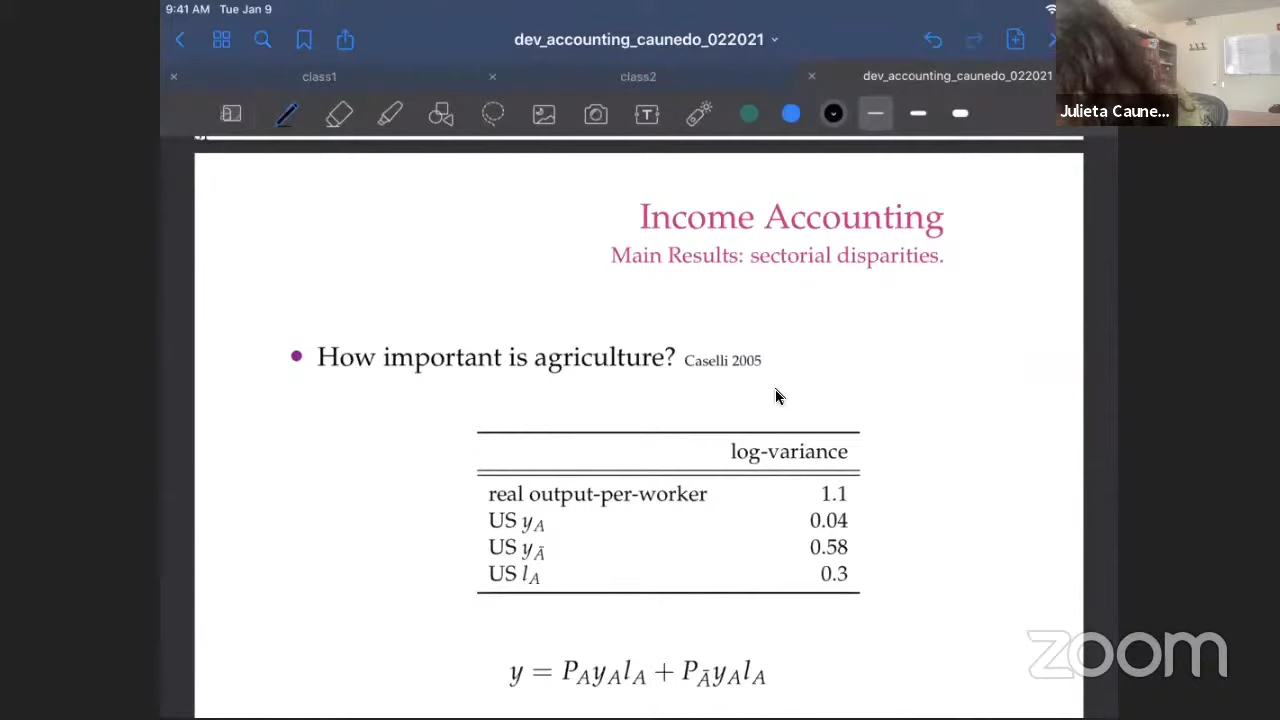 9:41 AM Tue Jan 9
dev_accounting_caunedo_022021
class1
class2
dev_accounting_caunedo_022021
T
Julieta Caune...
Income Accounting
Main Results: sectorial disparities.
• How important is agriculture? Caselli 2005
log-variance
real output-per-worker 1.1
US y_A 0.04
US y_Ā 0.58
US l_A 0.3
y = P_A y_A l_A + P_Ā y_A l_A
zoom